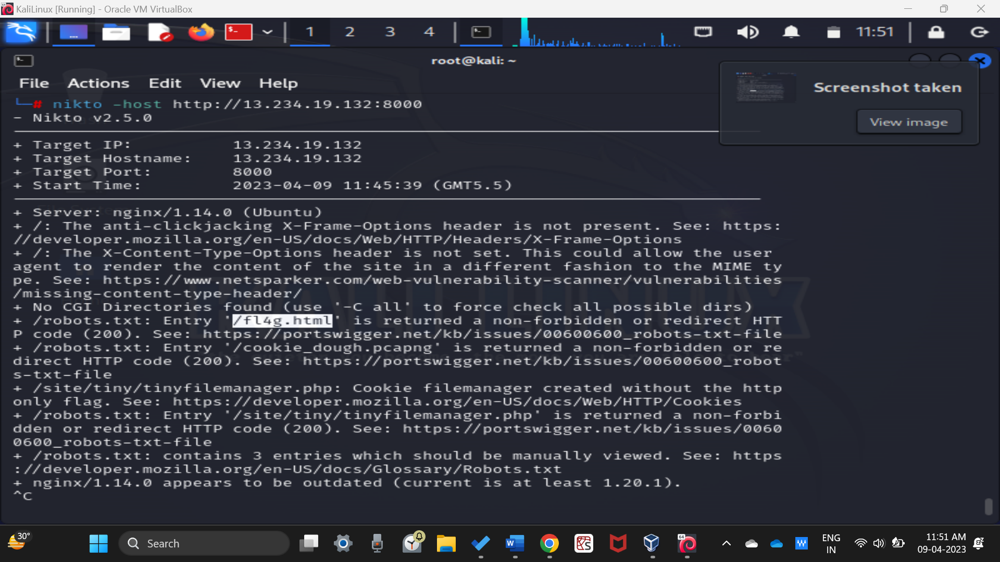 KaliLinux [Running] - Oracle VM VirtualBox
1 2 3 4 11:51
root@kali: ~
File Actions Edit View Help
Screenshot taken
View image
└─# nikto -host http://13.234.19.132:8000
- Nikto v2.5.0
+ Target IP: 13.234.19.132
+ Target Hostname: 13.234.19.132
+ Target Port: 8000
+ Start Time: 2023-04-09 11:45:39 (GMT5.5)
+ Server: nginx/1.14.0 (Ubuntu)
+ /: The anti-clickjacking X-Frame-Options header is not present. See: https:
//developer.mozilla.org/en-US/docs/Web/HTTP/Headers/X-Frame-Options
+ /: The X-Content-Type-Options header is not set. This could allow the user
agent to render the content of the site in a different fashion to the MIME ty
pe. See: https://www.netsparker.com/web-vulnerability-scanner/vulnerabilities
/missing-content-type-header/
+ No CGI Directories found (use '-C all' to force check all possible dirs)
+ /robots.txt: Entry '/fl4g.html' is returned a non-forbidden or redirect HTT
P code (200). See: https://portswigger.net/kb/issues/00600600_robots-txt-file
+ /robots.txt: Entry '/cookie_dough.pcapng' is returned a non-forbidden or re
direct HTTP code (200). See: https://portswigger.net/kb/issues/00600600_robot
s-txt-file
+ /site/tiny/tinyfilemanager.php: Cookie filemanager created without the http
only flag. See: https://developer.mozilla.org/en-US/docs/Web/HTTP/Cookies
+ /robots.txt: Entry '/site/tiny/tinyfilemanager.php' is returned a non-forbi
dden or redirect HTTP code (200). See: https://portswigger.net/kb/issues/0060
0600_robots-txt-file
+ /robots.txt: contains 3 entries which should be manually viewed. See: https
://developer.mozilla.org/en-US/docs/Glossary/Robots.txt
+ nginx/1.14.0 appears to be outdated (current is at least 1.20.1).
^C
30°
Search
ENG
IN
11:51 AM
09-04-2023